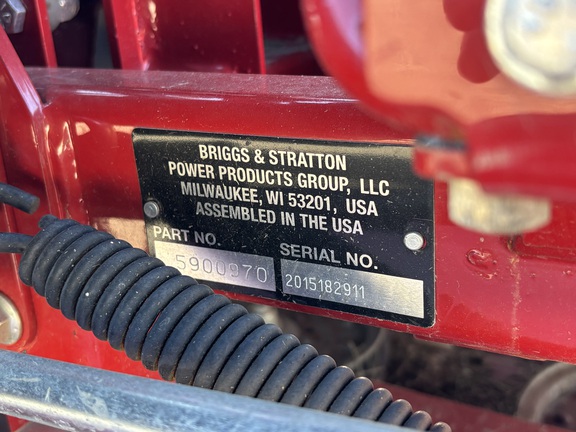 BRIGGS & STRATTON
POWER PRODUCTS GROUP, LLC
MILWAUKEE, WI 53201, USA
ASSEMBLED IN THE USA
PART NO.
5900970
SERIAL NO.
2015182911